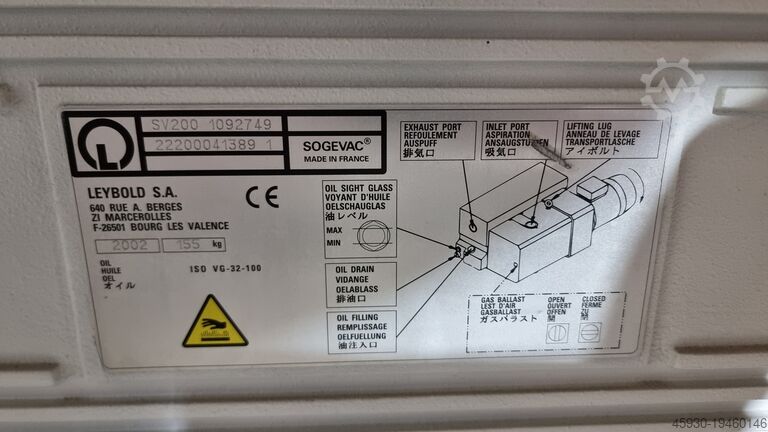 SV200 1092749
22200041389 1
SOGEVAC®
MADE IN FRANCE
LEYBOLD S.A.
640 RUE A. BERGES
ZI MARCEROLLES
F-26501 BOURG LES VALENCE
CE
2002 155 kg
OIL
HUILE
OEL
オイル
ISO VG-32-100
EXHAUST PORT
REFOULEMENT
AUSPUFF
排気口
INLET PORT
ASPIRATION
ANSAUGSTUTZEN
吸気口
LIFTING LUG
ANNEAU DE LEVAGE
TRANSPORTLASCHE
アイボルト
OIL SIGHT GLASS
VOYANT D'HUILE
OELSCHAUGLAS
油レベル
MAX
MIN
OIL DRAIN
VIDANGE
OELABLASS
排油口
OIL FILLING
REMPLISSAGE
OELFUELLUNG
油注入口
GAS BALLAST
LEST D'AIR
GASBALLAST
ガスバラスト
OPEN
OUVERT
OFFEN
開
CLOSED
FERME
ZU
閉
45930-19460146